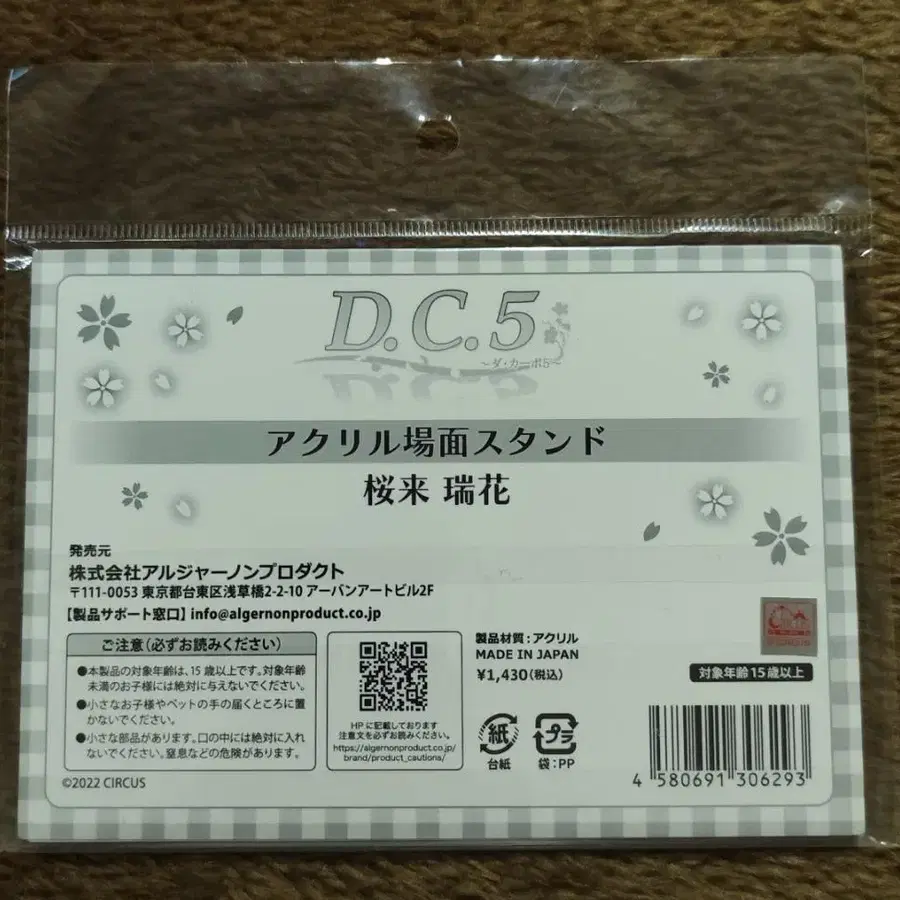 D.C.5
～ダ・カーポ5～
アクリル場面スタンド
桜来 瑞花
発売元
株式会社アルジャーノンプロダクト
〒111-0053 東京都台東区浅草橋2-2-10 アーバンアートビル2F
【製品サポート窓口】info@algernonproduct.co.jp
ご注意（必ずお読みください）
●本製品の対象年齢は、15歳以上です。対象年齢
未満のお子様には絶対に与えないでください。
●小さなお子様やペットの手の届くところに置
かないでください。
●小さな部品があります。口の中には絶対に入れ
ないでください。窒息などの危険があります。
©2022 CIRCUS
HPに記載しております
注意文を必ずお読みください。
https://algernonproduct.co.jp/
brand/product_cautions/
製品材質：アクリル
MADE IN JAPAN
¥1,430（税込）
紙
台紙
プラ
袋：PP
対象年齢15歳以上
4 580691 306293